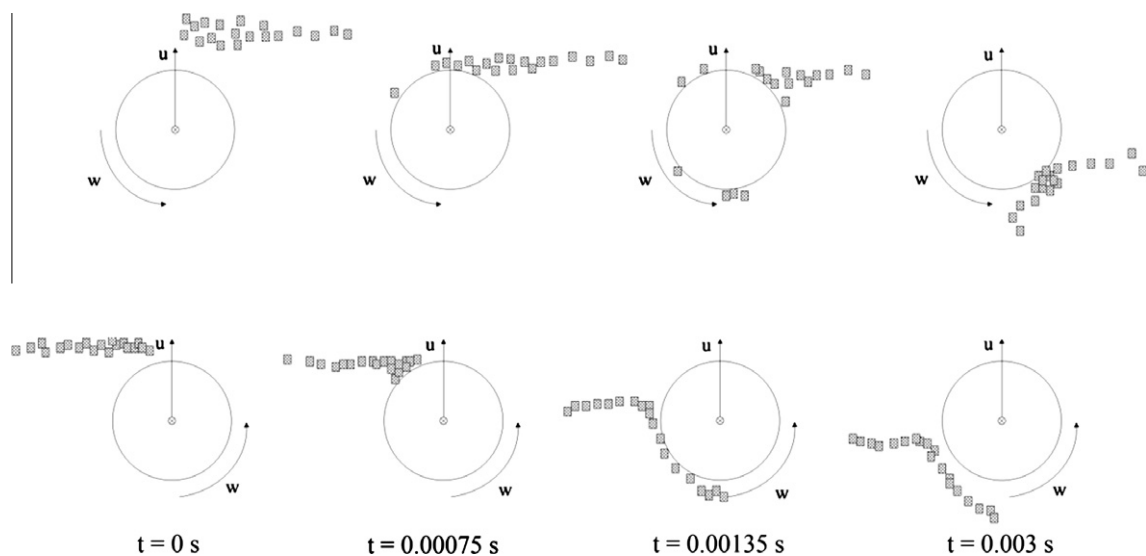 u u u u
w w w w
u u u u
w w w w
t = 0 s t = 0.00075 s t = 0.00135 s t = 0.003 s